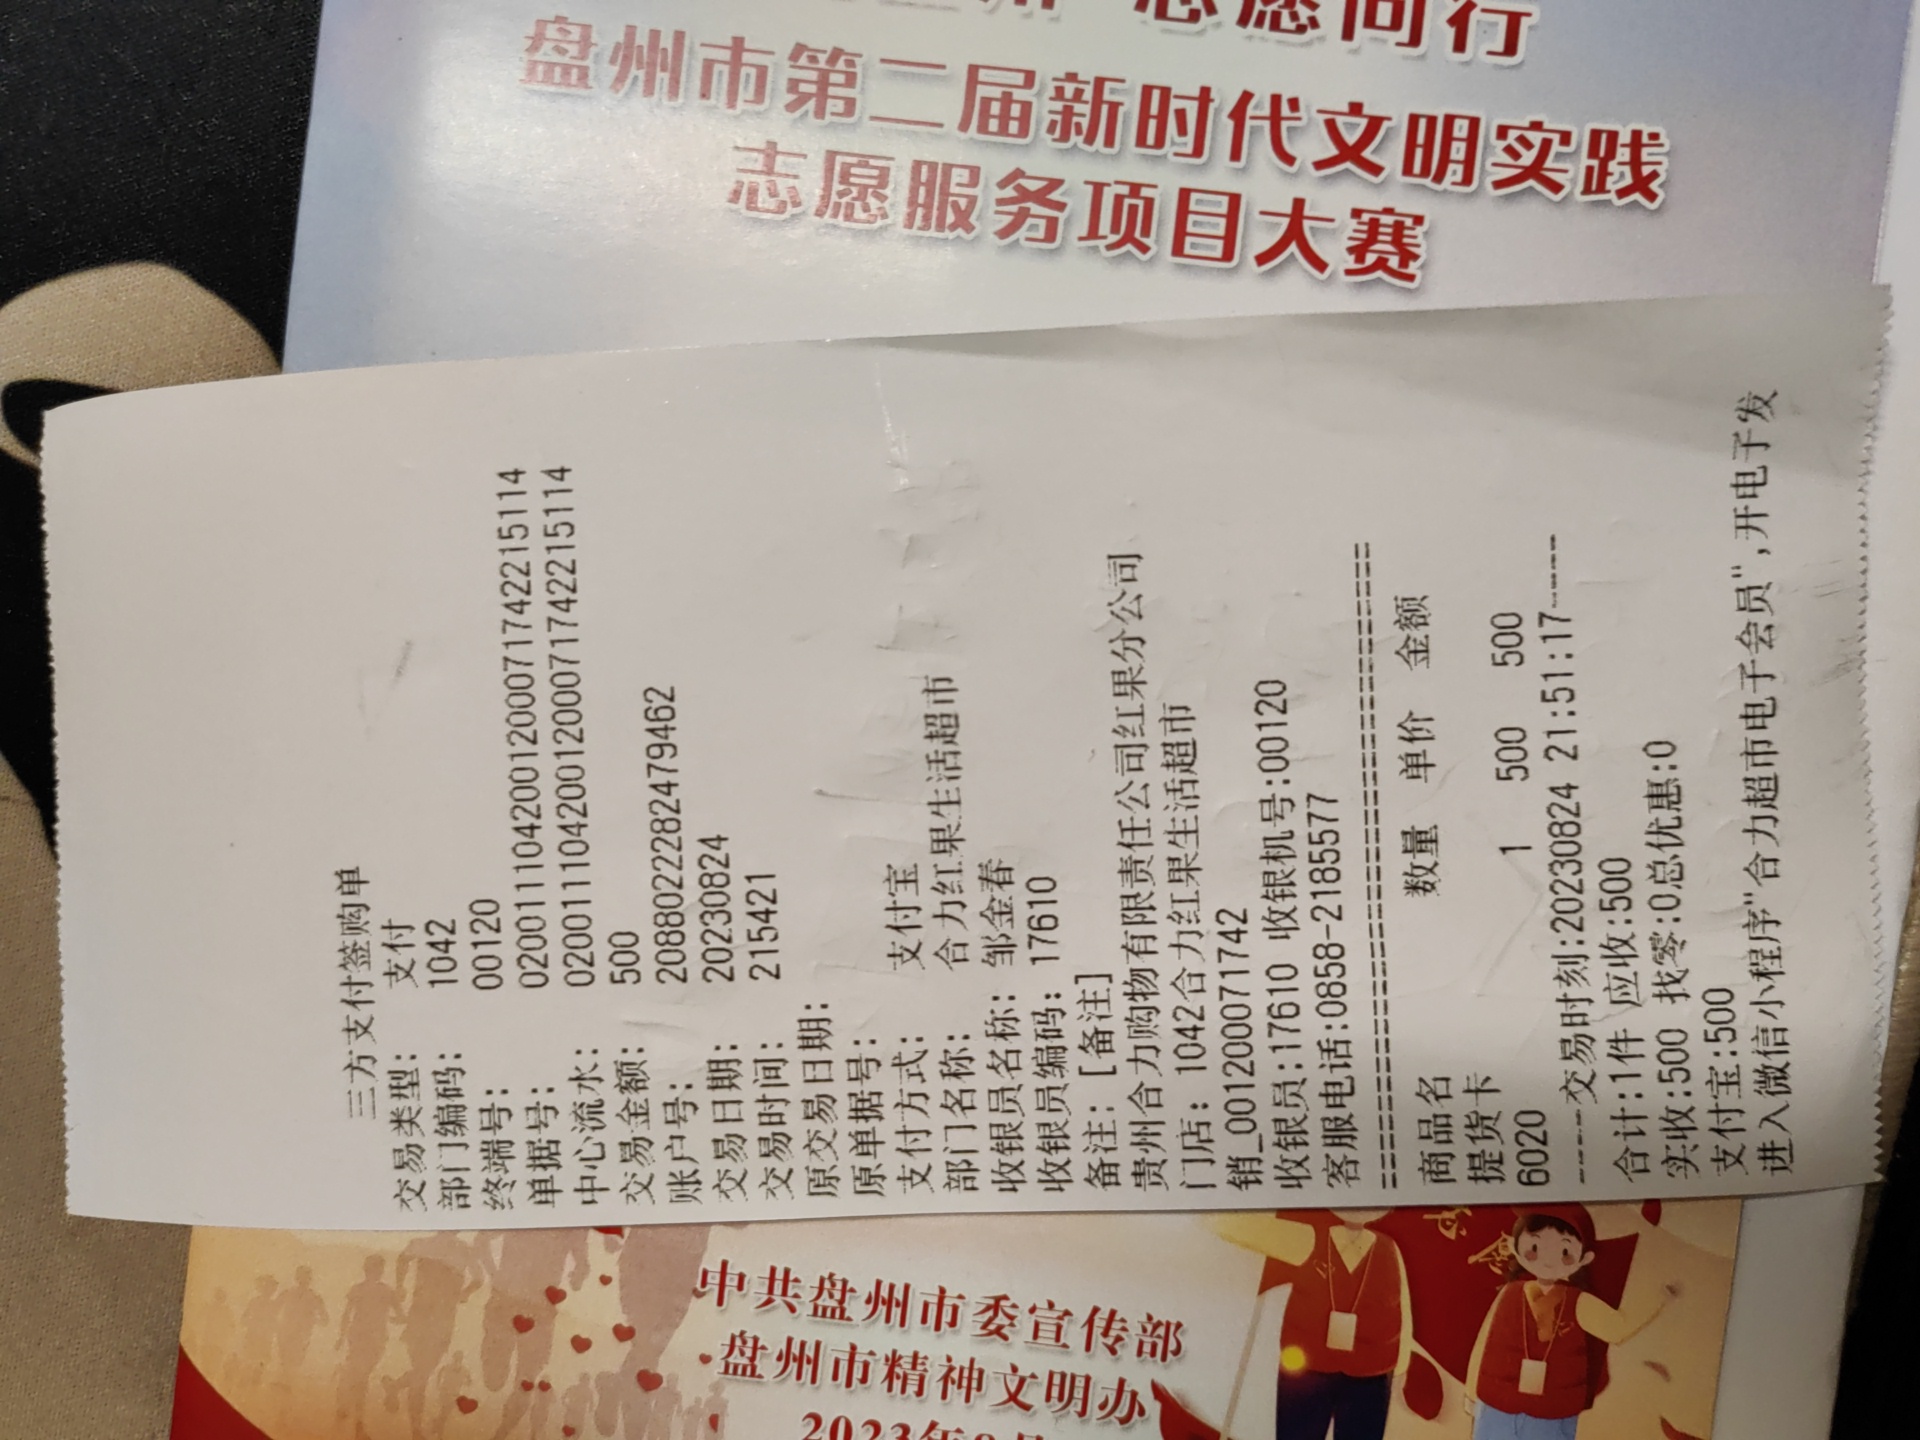 志愿同行
盘州市第二届新时代文明实践
志愿服务项目大赛
三方支付签购单
交易类型: 支付
部门编码: 1042
终端号: 00120
单据号: 02001110420012000717422​15114
中心流水: 0200111042001200071742215114
交易金额: 500
账户号: 2088022282479462
交易日期: 20230824
交易时间: 215421
原交易日期:
原单据号:
支付方式: 支付宝
部门名称: 合力红果生活超市
收银员名称: 邹金春
收银员编码: 17610
备注: [备注]
贵州合力购物有限责任公司红果分公司
门店: 1042合力红果生活超市
销_00120007​1742
收银员:17610 收银机号:00120
客服电话:0858-2185577
==========================================
商品名 数量 单价 金额
提货卡
6020 1 500 500
-----交易时刻:20230824 21:51:17-----
合计:1件 应收:500
实收:500 找零:0总优惠:0
支付宝:500
进入微信小程序"合力超市电子会员",开电子发
中共盘州市委宣传部
盘州市精神文明办
2023年8月